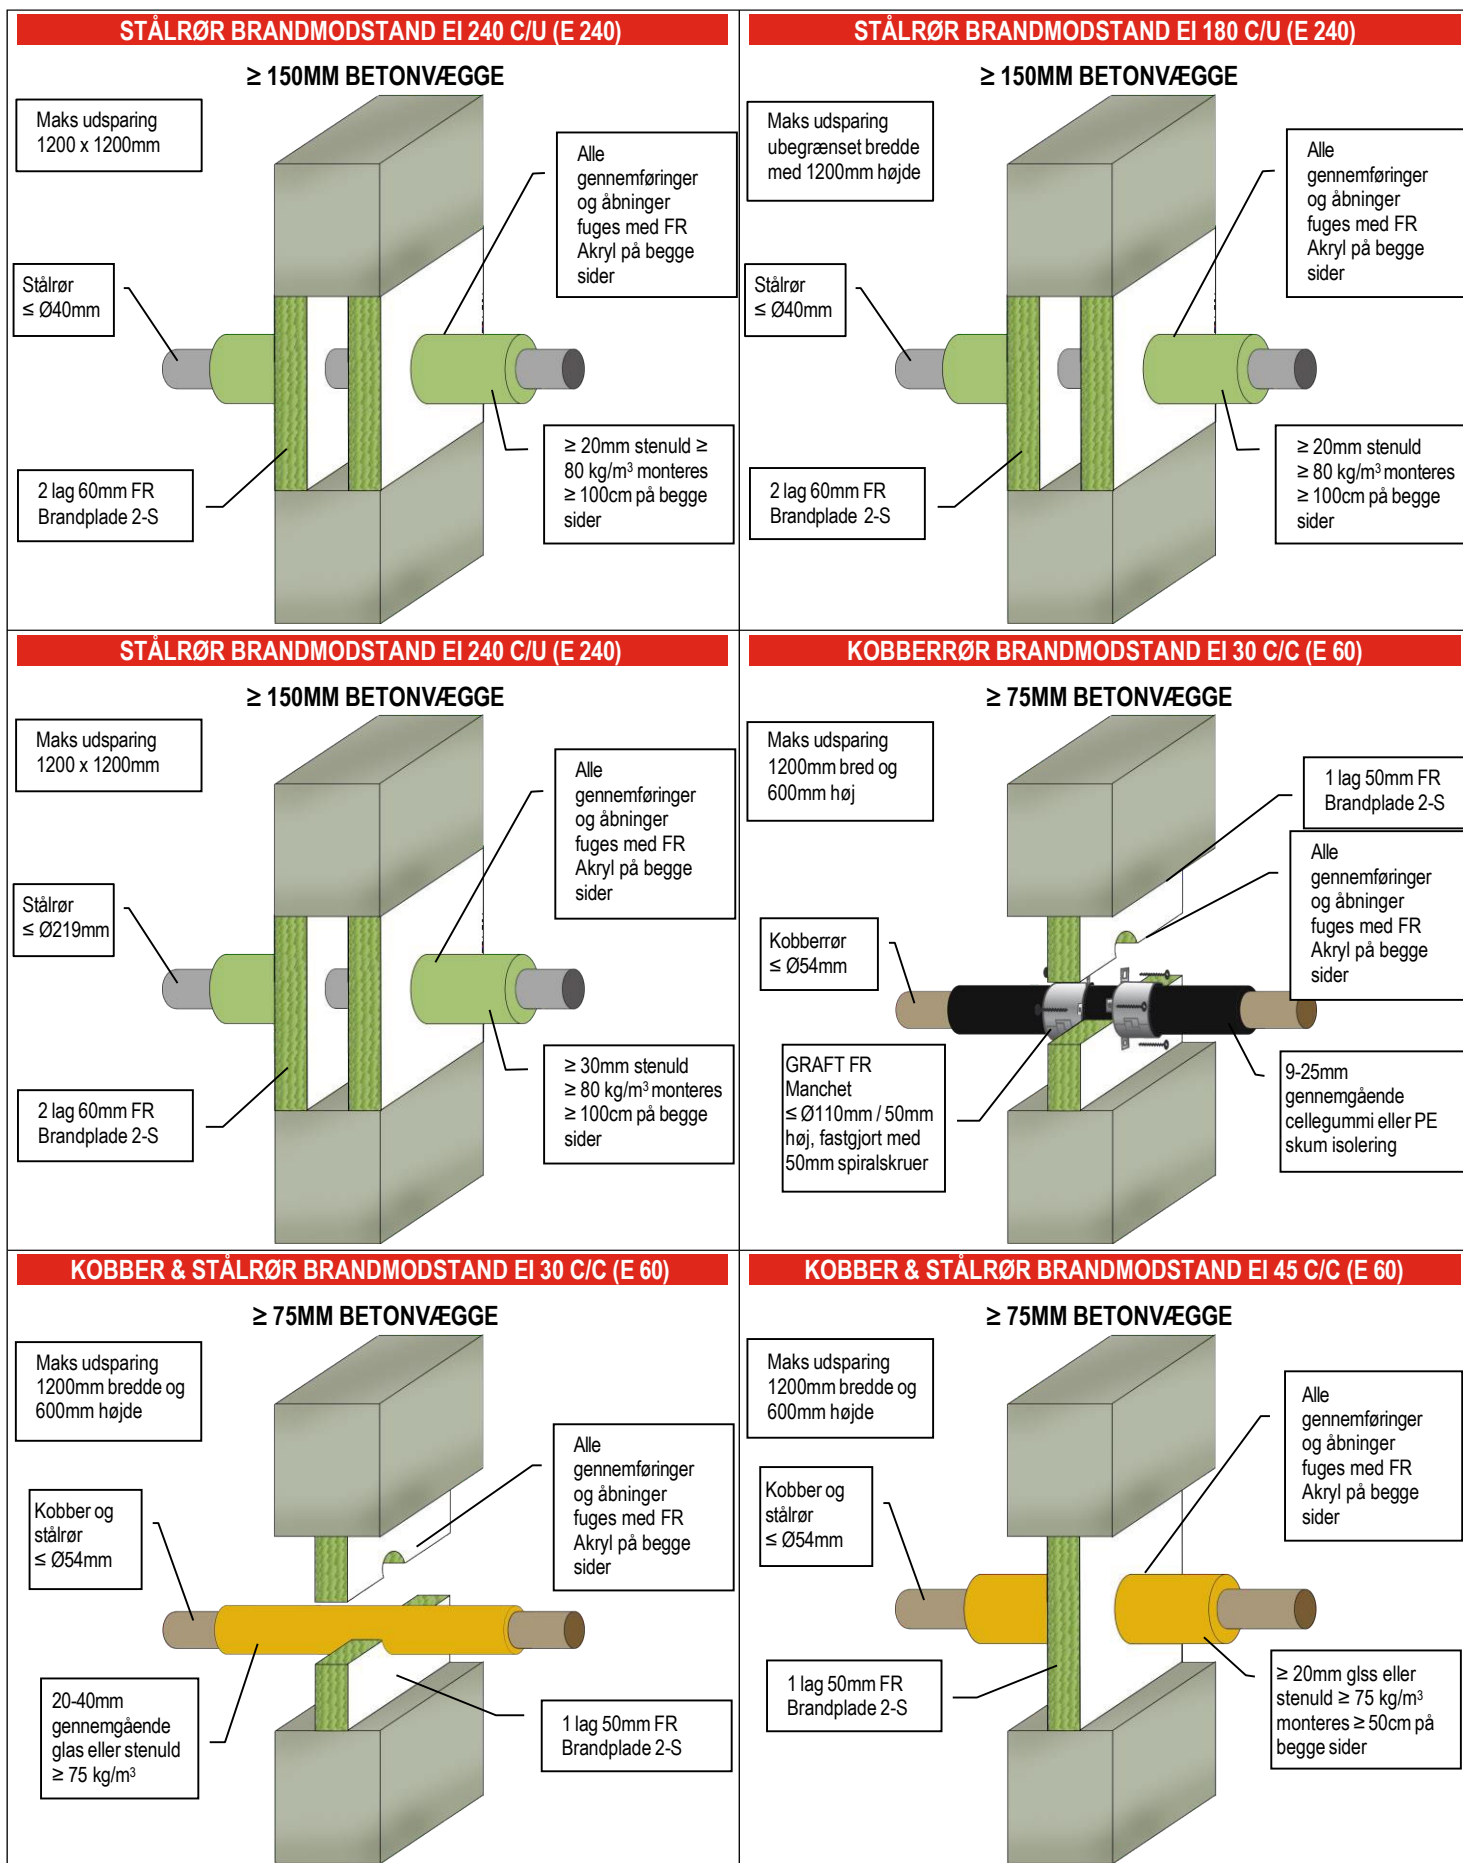 STÅLRØR BRANDMODSTAND EI 240 C/U (E 240)
≥ 150MM BETONVÆGGE
Maks udsparing
1200 x 1200mm
Alle
gennemføringer
og åbninger
fuges med FR
Akryl på begge
sider
Stålrør
≤ Ø40mm
2 lag 60mm FR
Brandplade 2-S
≥ 20mm stenuld ≥
80 kg/m³ monteres
≥ 100cm på begge
sider
STÅLRØR BRANDMODSTAND EI 180 C/U (E 240)
≥ 150MM BETONVÆGGE
Maks udsparing
ubegrænset bredde
med 1200mm højde
Alle
gennemføringer
og åbninger
fuges med FR
Akryl på begge
sider
Stålrør
≤ Ø40mm
2 lag 60mm FR
Brandplade 2-S
≥ 20mm stenuld
≥ 80 kg/m³ monteres
≥ 100cm på begge
sider
STÅLRØR BRANDMODSTAND EI 240 C/U (E 240)
≥ 150MM BETONVÆGGE
Maks udsparing
1200 x 1200mm
Alle
gennemføringer
og åbninger
fuges med FR
Akryl på begge
sider
Stålrør
≤ Ø219mm
2 lag 60mm FR
Brandplade 2-S
≥ 30mm stenuld
≥ 80 kg/m³ monteres
≥ 100cm på begge
sider
KOBBERRØR BRANDMODSTAND EI 30 C/C (E 60)
≥ 75MM BETONVÆGGE
Maks udsparing
1200mm bred og
600mm høj
1 lag 50mm FR
Brandplade 2-S
Alle
gennemføringer
og åbninger
fuges med FR
Akryl på begge
sider
Kobberrør
≤ Ø54mm
GRAFT FR
Manchet
≤ Ø110mm / 50mm
høj, fastgjort med
50mm spiralskruer
9-25mm
gennemgående
cellegummi eller PE
skum isolering
KOBBER & STÅLRØR BRANDMODSTAND EI 30 C/C (E 60)
≥ 75MM BETONVÆGGE
Maks udsparing
1200mm bredde og
600mm højde
Alle
gennemføringer
og åbninger
fuges med FR
Akryl på begge
sider
Kobber og
stålrør
≤ Ø54mm
20-40mm
gennemgående
glas eller stenuld
≥ 75 kg/m³
1 lag 50mm FR
Brandplade 2-S
KOBBER & STÅLRØR BRANDMODSTAND EI 45 C/C (E 60)
≥ 75MM BETONVÆGGE
Maks udsparing
1200mm bredde og
600mm højde
Alle
gennemføringer
og åbninger
fuges med FR
Akryl på begge
sider
Kobber og
stålrør
≤ Ø54mm
1 lag 50mm FR
Brandplade 2-S
≥ 20mm glss eller
stenuld ≥ 75 kg/m³
monteres ≥ 50cm på
begge sider